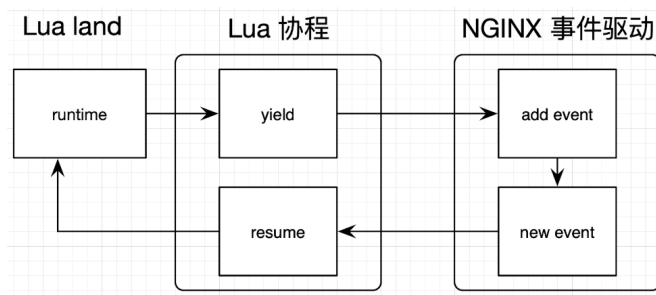 Lua land
Lua 协程
NGINX 事件驱动
runtime
yield
add event
resume
new event